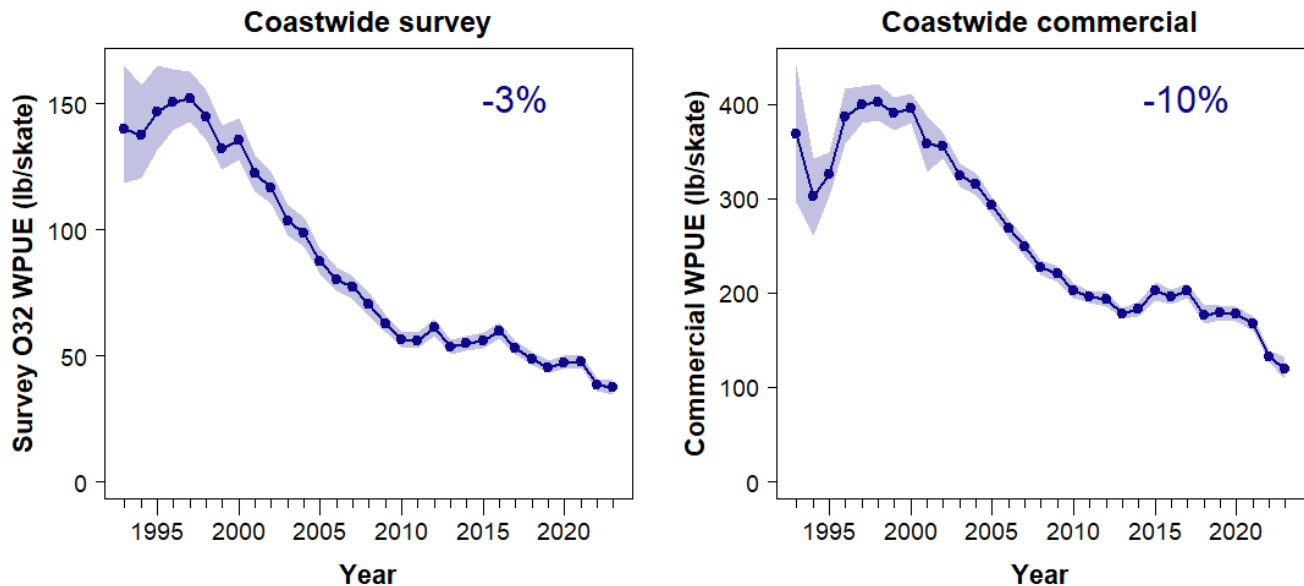 Coastwide survey
-3%
Survey O32 WPUE (lb/skate)
150
100
50
0
1995 2000 2005 2010 2015 2020
Year
Coastwide commercial
-10%
Commercial WPUE (lb/skate)
400
300
200
100
0
1995 2000 2005 2010 2015 2020
Year